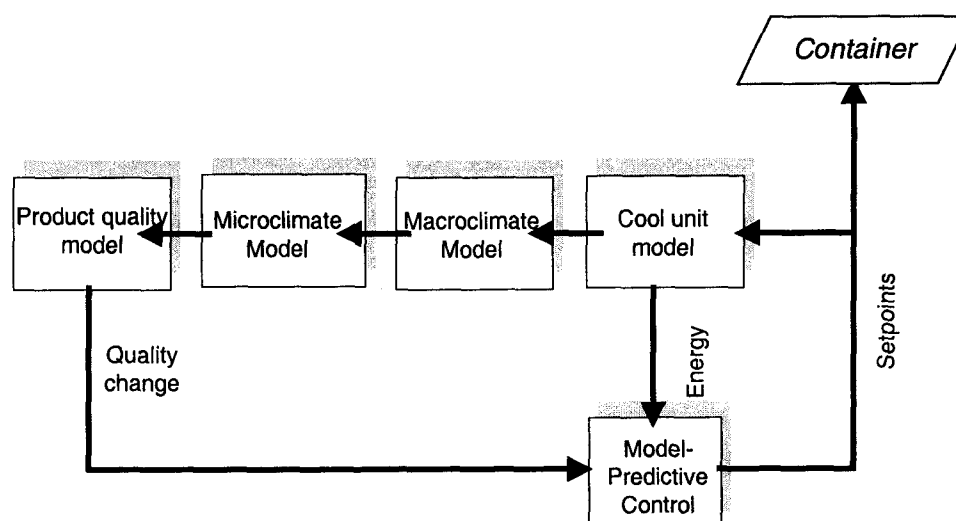 Container
Product quality
model
Microclimate
Model
Macroclimate
Model
Cool unit
model
Quality
change
Energy
Setpoints
Model-
Predictive
Control